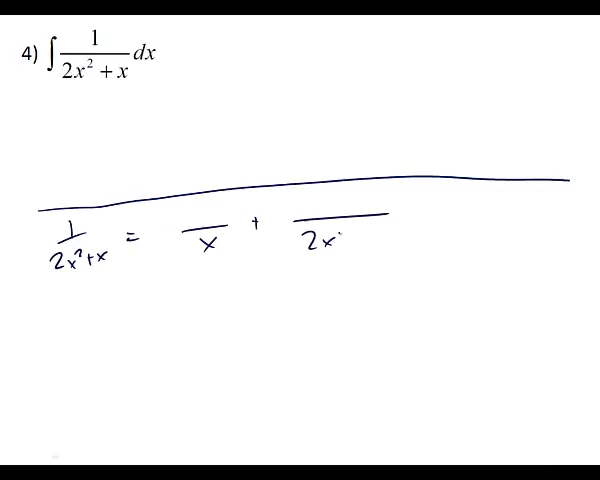 4) ∫ 1/(2x² + x) dx
1/(2x²+x) = /x + /2x